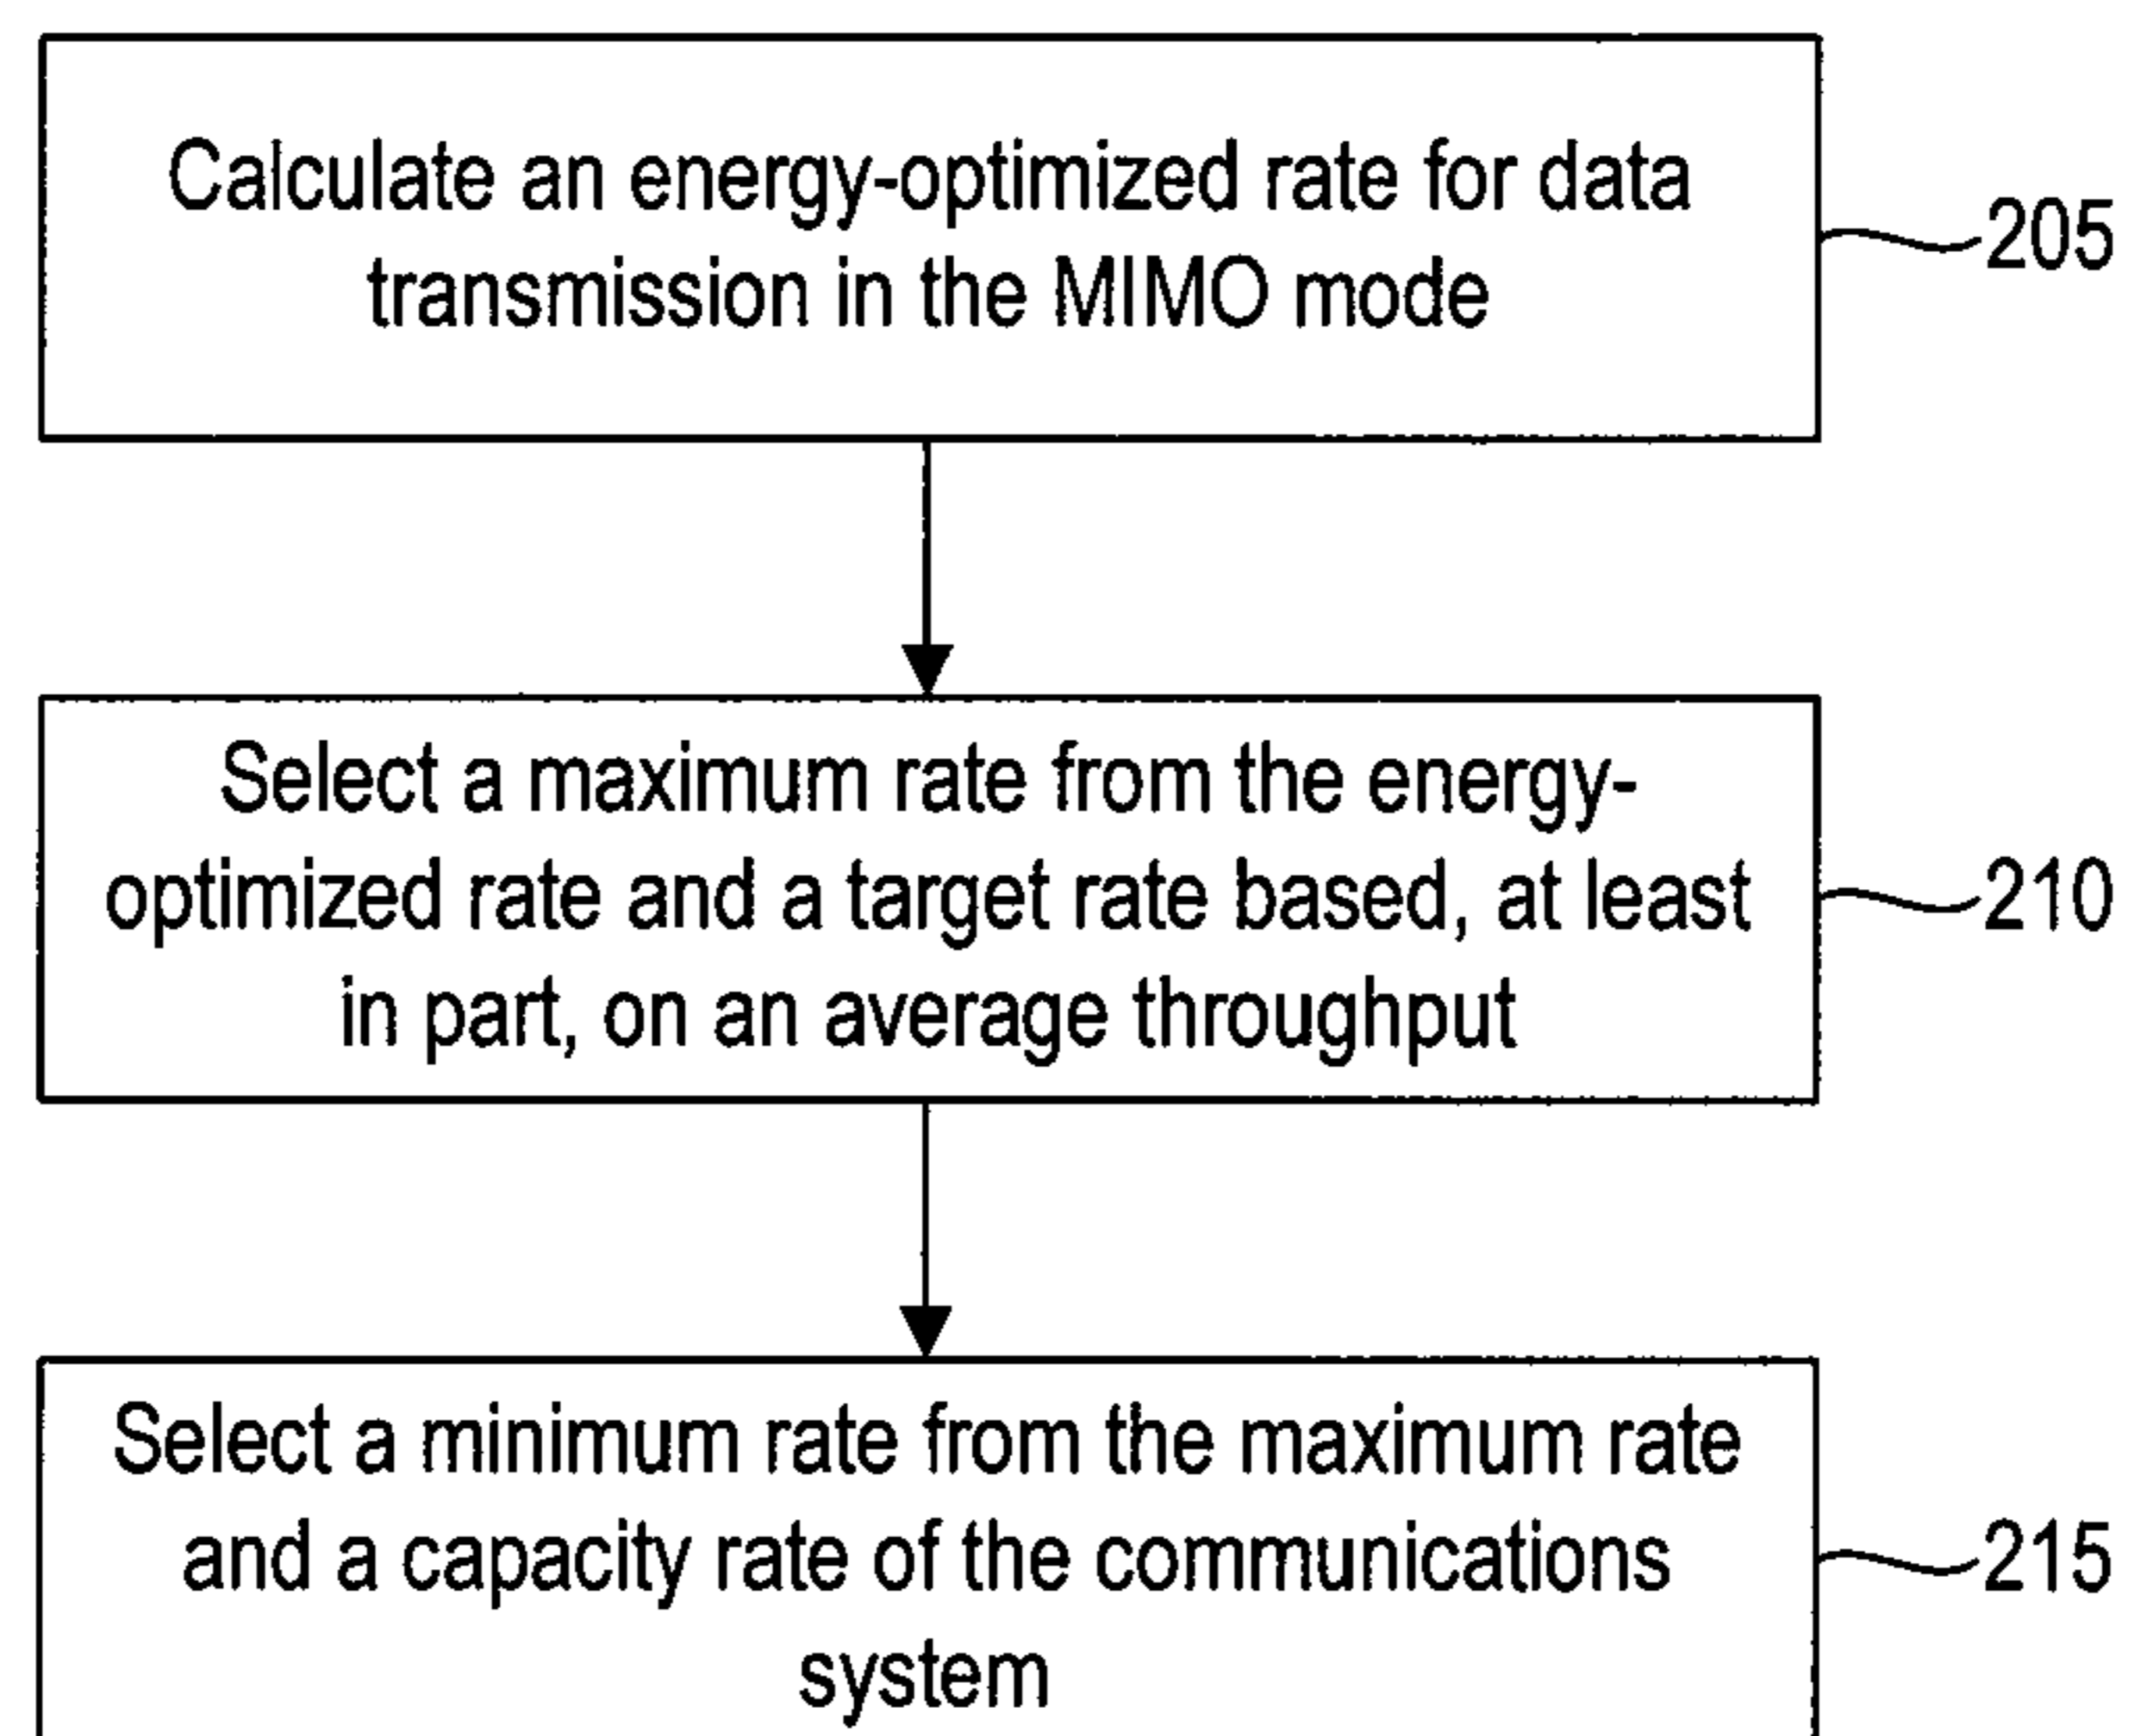 Calculate an energy-optimized rate for data
transmission in the MIMO mode
205
Select a maximum rate from the energy-
optimized rate and a target rate based, at least
in part, on an average throughput
210
Select a minimum rate from the maximum rate
and a capacity rate of the communications
system
215